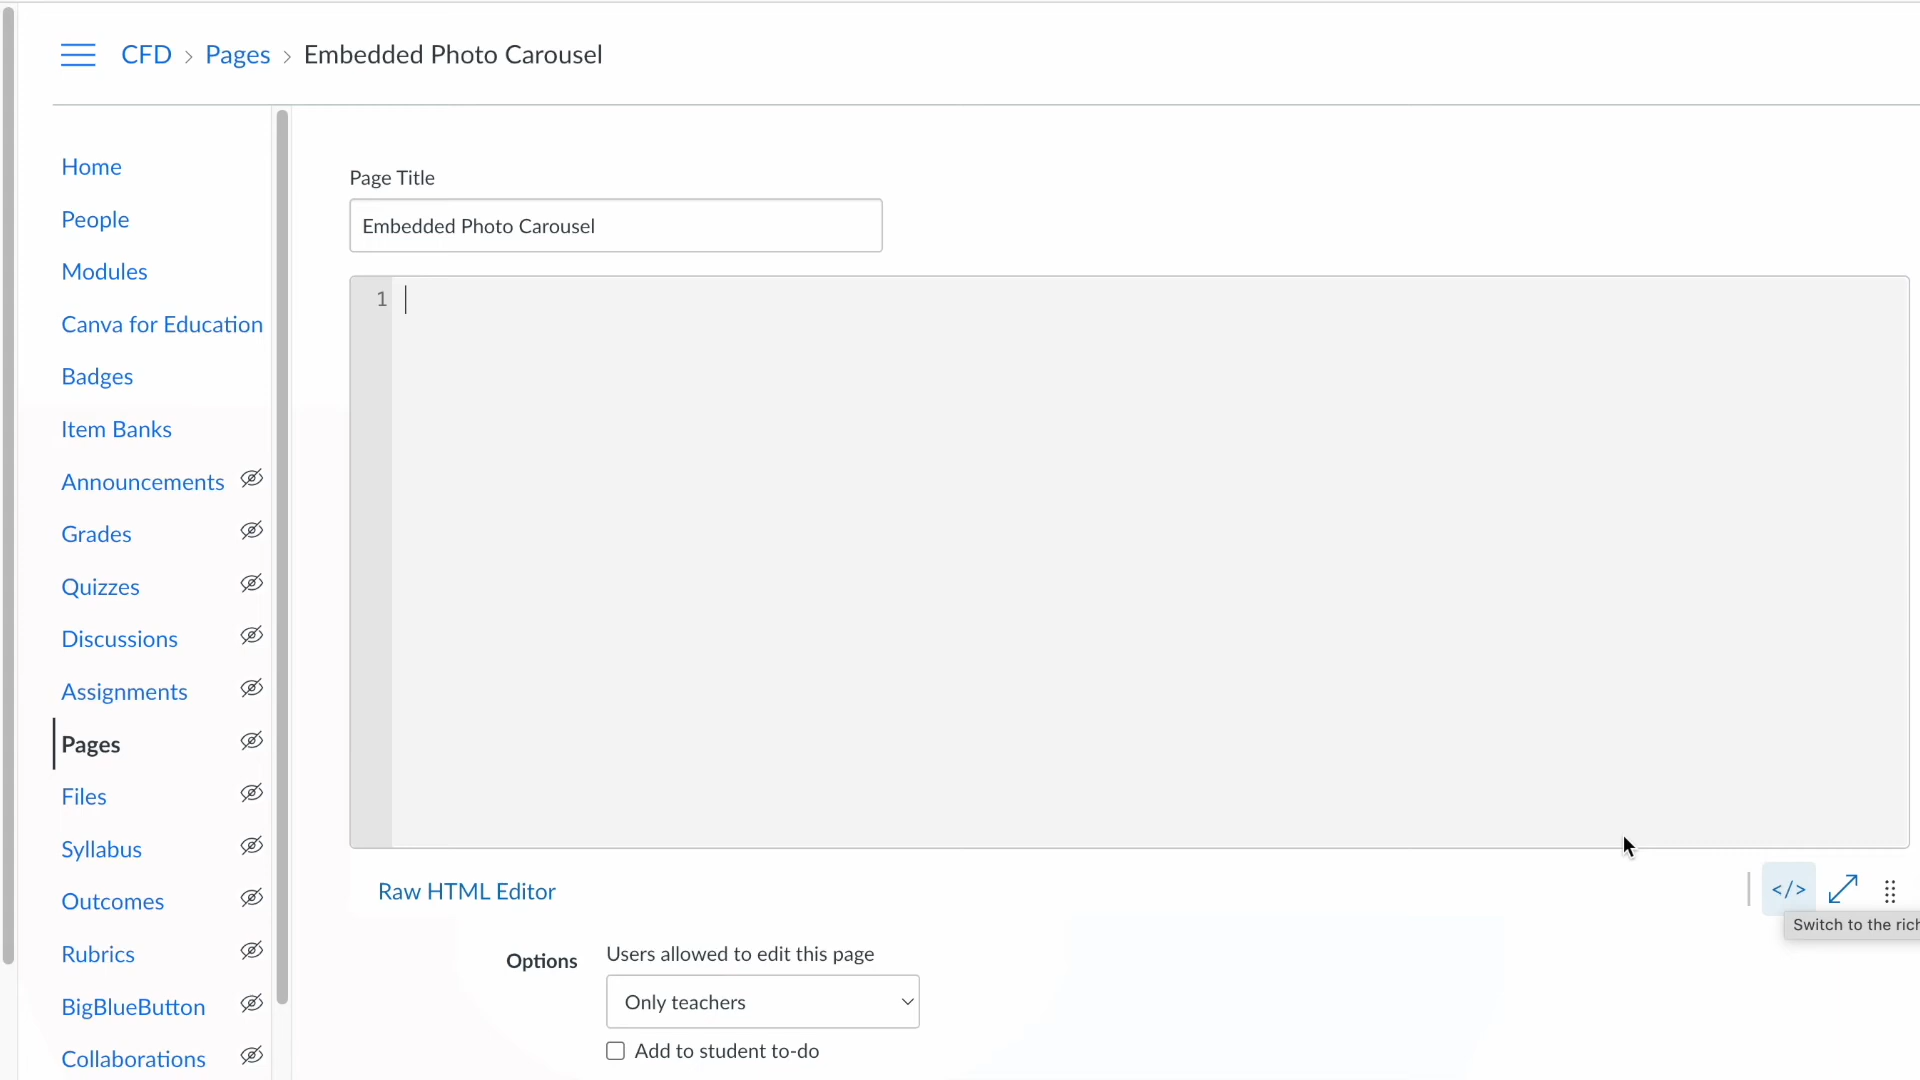 CFD > Pages > Embedded Photo Carousel
Home
People
Modules
Canva for Education
Badges
Item Banks
Announcements
Grades
Quizzes
Discussions
Assignments
Pages
Files
Syllabus
Outcomes
Rubrics
BigBlueButton
Collaborations
Page Title
Embedded Photo Carousel
1
Raw HTML Editor
</>
Switch to the rich
Options
Users allowed to edit this page
Only teachers
Add to student to-do